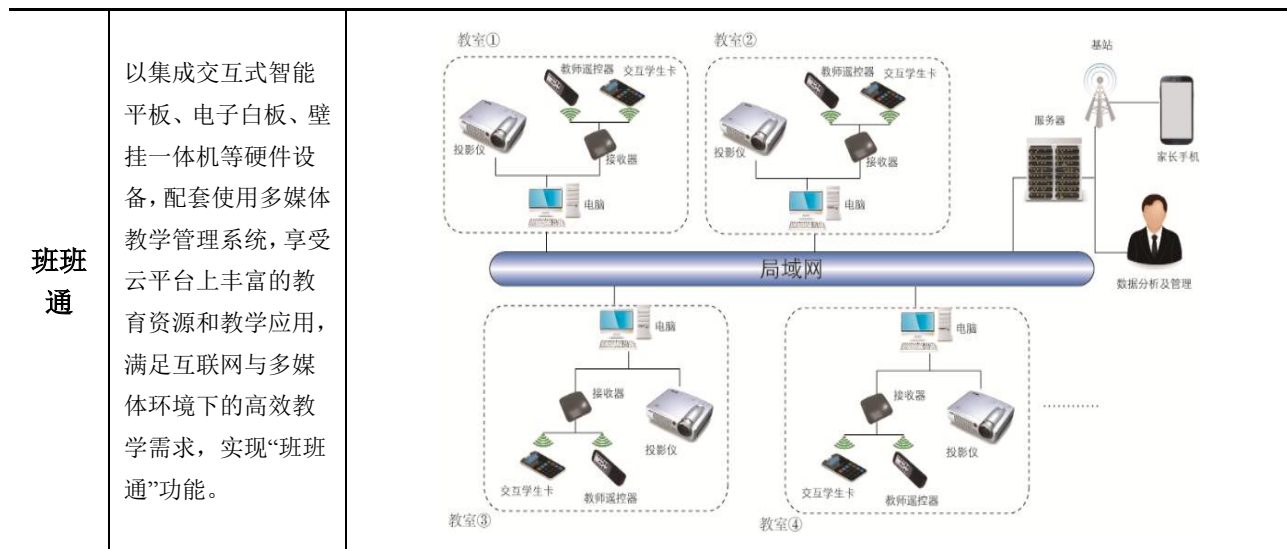 班班
通
以集成交互式智能
平板、电子白板、壁
挂一体机等硬件设
备，配套使用多媒体
教学管理系统，享受
云平台上丰富的教
育资源和教学应用，
满足互联网与多媒
体环境下的高效教
学需求，实现“班班
通”功能。
教室①
教师遥控器
交互学生卡
投影仪
接收器
电脑
教室②
教师遥控器
交互学生卡
投影仪
接收器
电脑
基站
服务器
家长手机
数据分析及管理
局域网
电脑
接收器
投影仪
交互学生卡
教师遥控器
教室③
电脑
接收器
投影仪
交互学生卡
教师遥控器
教室④
…………